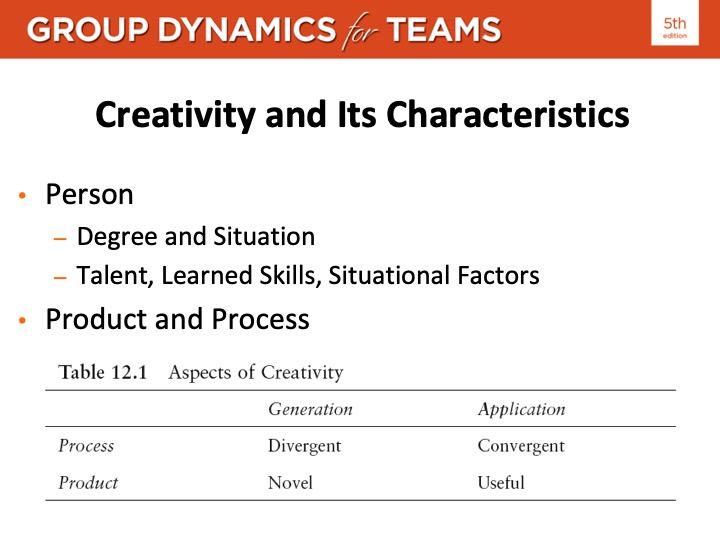 GROUP DYNAMICS for TEAMS
5th
edition
Creativity and Its Characteristics
• Person
– Degree and Situation
– Talent, Learned Skills, Situational Factors
• Product and Process
Table 12.1 Aspects of Creativity
Generation Application
Process Divergent Convergent
Product Novel Useful